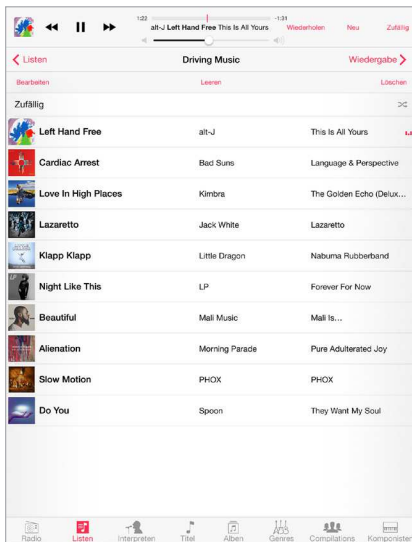 1:22 -1:31
alt-J Left Hand Free This Is All Yours Wiederholen Neu Zufällig
Listen Driving Music Wiedergabe
Bearbeiten Leeren Löschen
Zufällig
Left Hand Free alt-J This Is All Yours
Cardiac Arrest Bad Suns Language & Perspective
Love In High Places Kimbra The Golden Echo (Delux...
Lazaretto Jack White Lazaretto
Klapp Klapp Little Dragon Nabuma Rubberband
Night Like This LP Forever For Now
Beautiful Mali Music Mali Is...
Alienation Morning Parade Pure Adulterated Joy
Slow Motion PHOX PHOX
Do You Spoon They Want My Soul
Radio Listen Interpreten Titel Alben Genres Compilations Komponisten